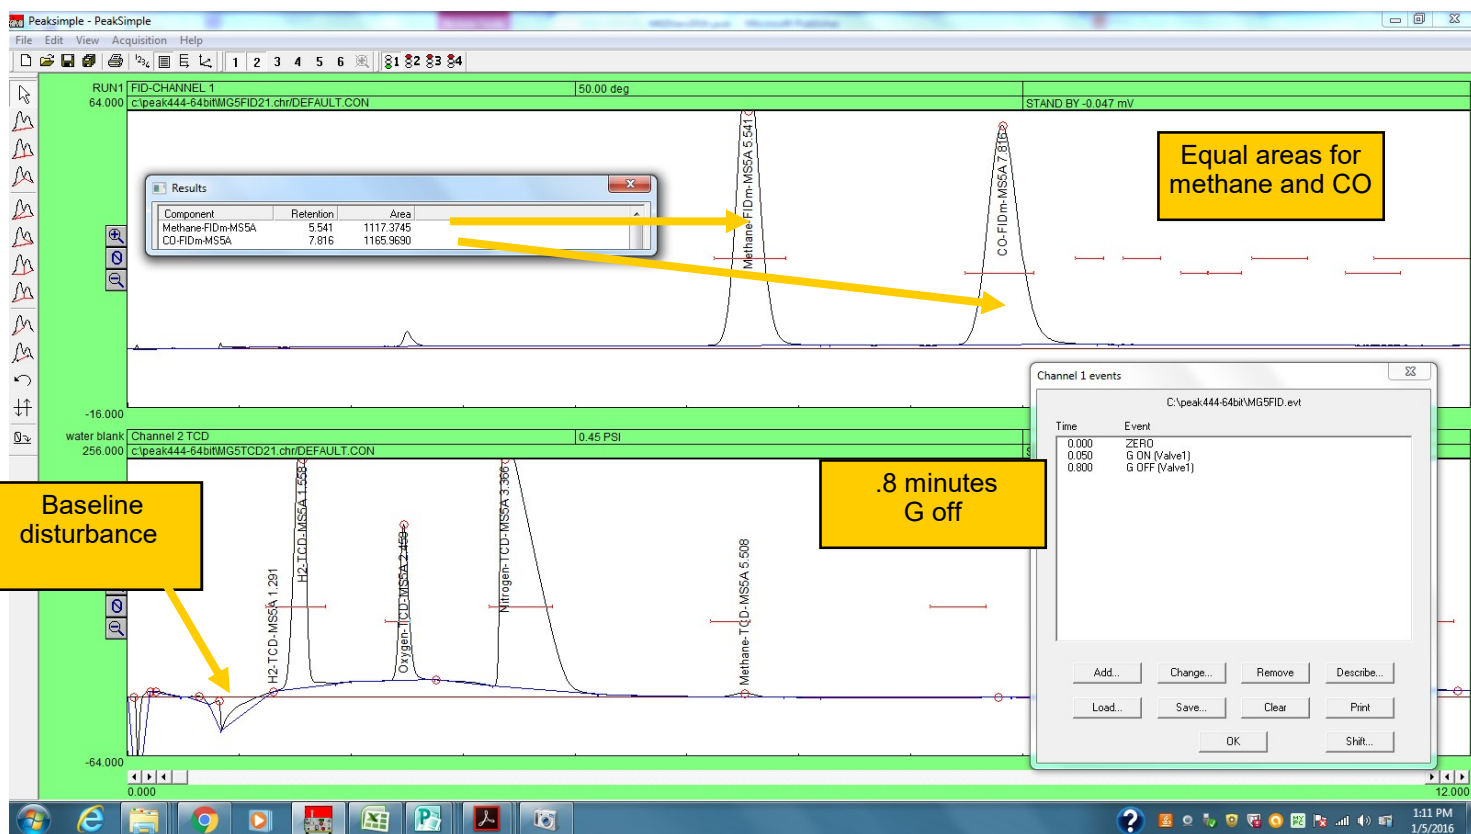 Peaksimple - PeakSimple
File Edit View Acquisition Help
1 2 3 4 5 6 1 2 3 4
RUN1 FID-CHANNEL 1 50.00 deg
64.000 c:\peak444-64bit\MG5FID21.chr/DEFAULT.CON STAND BY -0.047 mV
Methane-FIDm-MS5A 5.541
CO-FIDm-MS5A 7.816
Equal areas for
methane and CO
Results
Component Retention Area
Methane-FIDm-MS5A 5.541 1117.3745
CO-FIDm-MS5A 7.816 1165.9690
-16.000
water blank Channel 2 TCD 0.45 PSI
256.000 c:\peak444-64bit\MG5TCD21.chr/DEFAULT.CON
Baseline
disturbance
H2-TCD-MS5A 1.291
H2-TCD-MS5A 1.558
Oxygen-TCD-MS5A 2.459
Nitrogen-TCD-MS5A 3.366
Methane-TCD-MS5A 5.508
.8 minutes
G off
Channel 1 events
C:\peak444-64bit\MG5FID.evt
Time Event
0.000 ZERO
0.050 G ON (Valve1)
0.800 G OFF (Valve1)
Add... Change... Remove Describe...
Load... Save... Clear Print
OK Shift...
-64.000
0.000 12.000
1:11 PM
1/5/2016